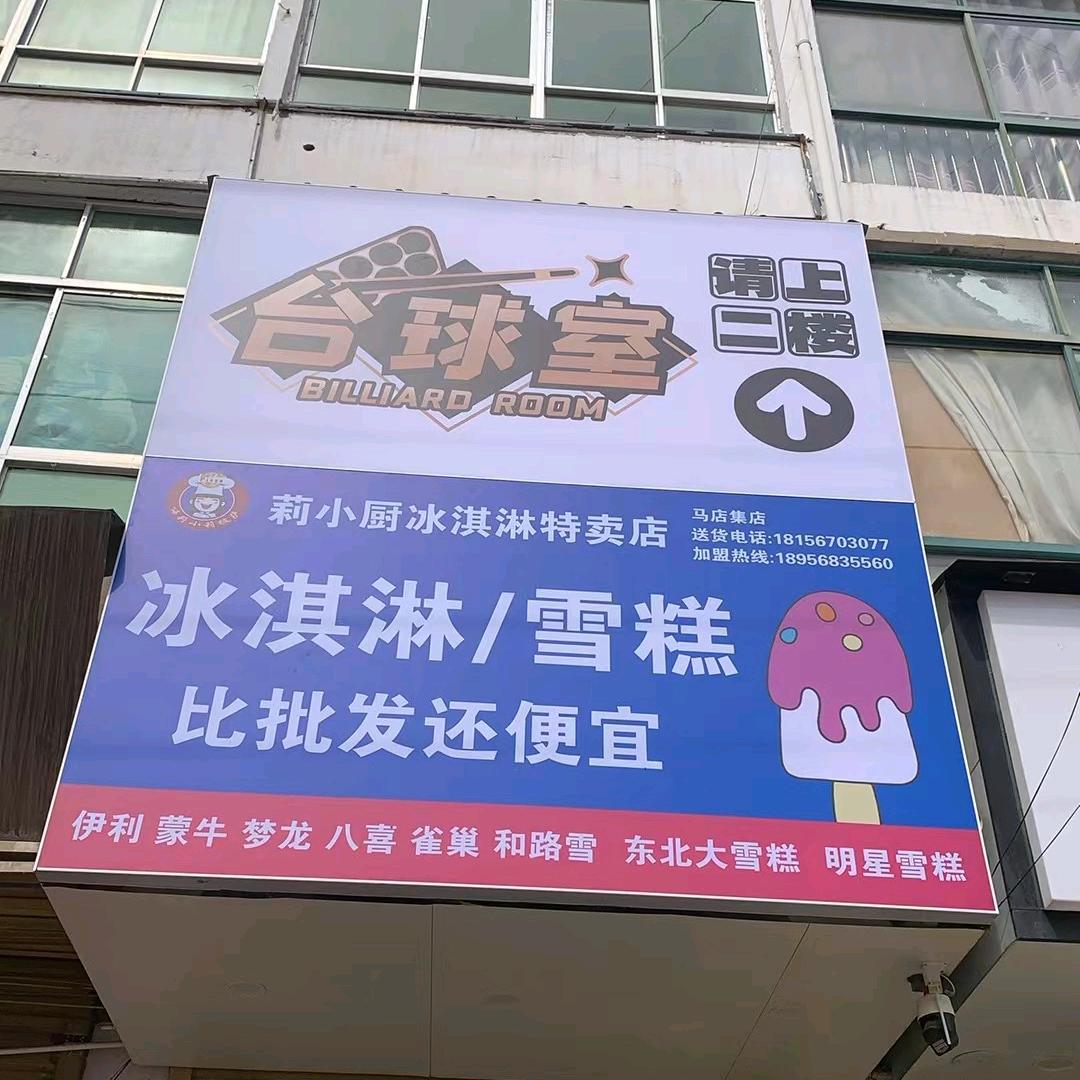 台球室
BILLIARD ROOM
请上
二楼
莉小厨冰淇淋特卖店
马店集店
送货电话:18156703077
加盟热线:18956835560
冰淇淋/雪糕
比批发还便宜
伊利 蒙牛 梦龙 八喜 雀巢 和路雪 东北大雪糕 明星雪糕